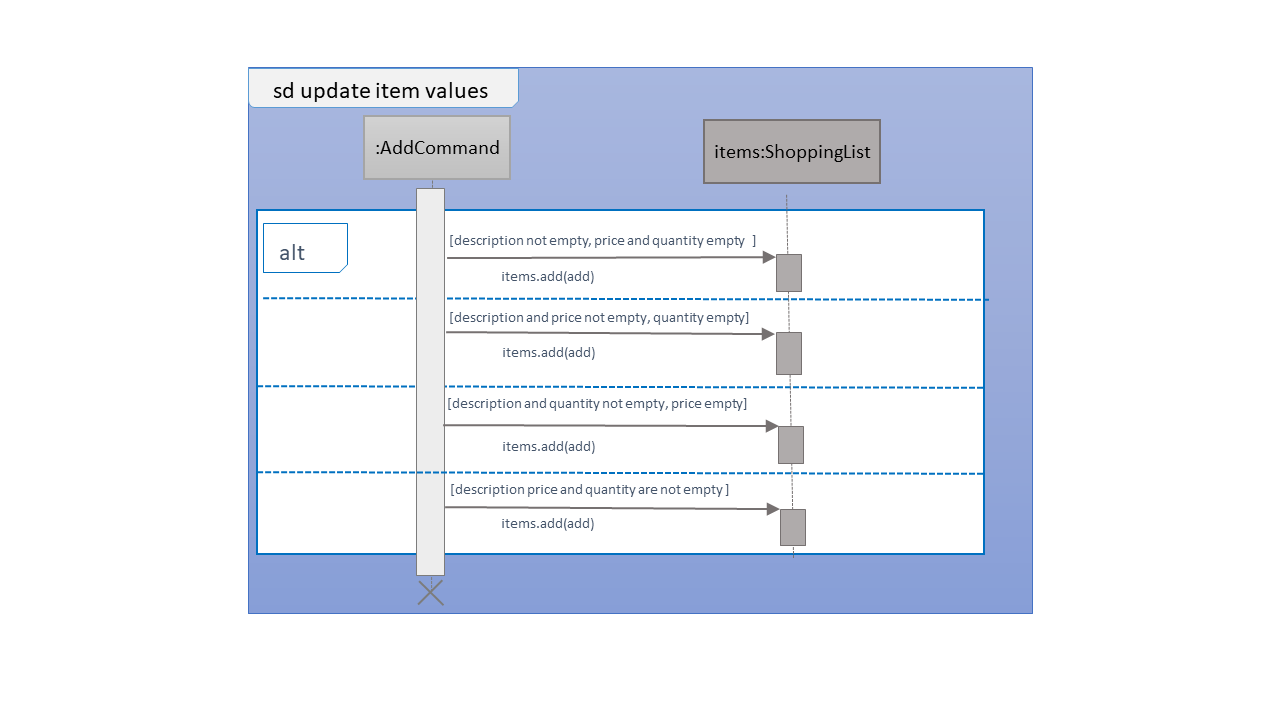 sd update item values
:AddCommand
items:ShoppingList
alt
[description not empty, price and quantity empty ]
items.add(add)
[description and price not empty, quantity empty]
items.add(add)
[description and quantity not empty, price empty]
items.add(add)
[description price and quantity are not empty ]
items.add(add)